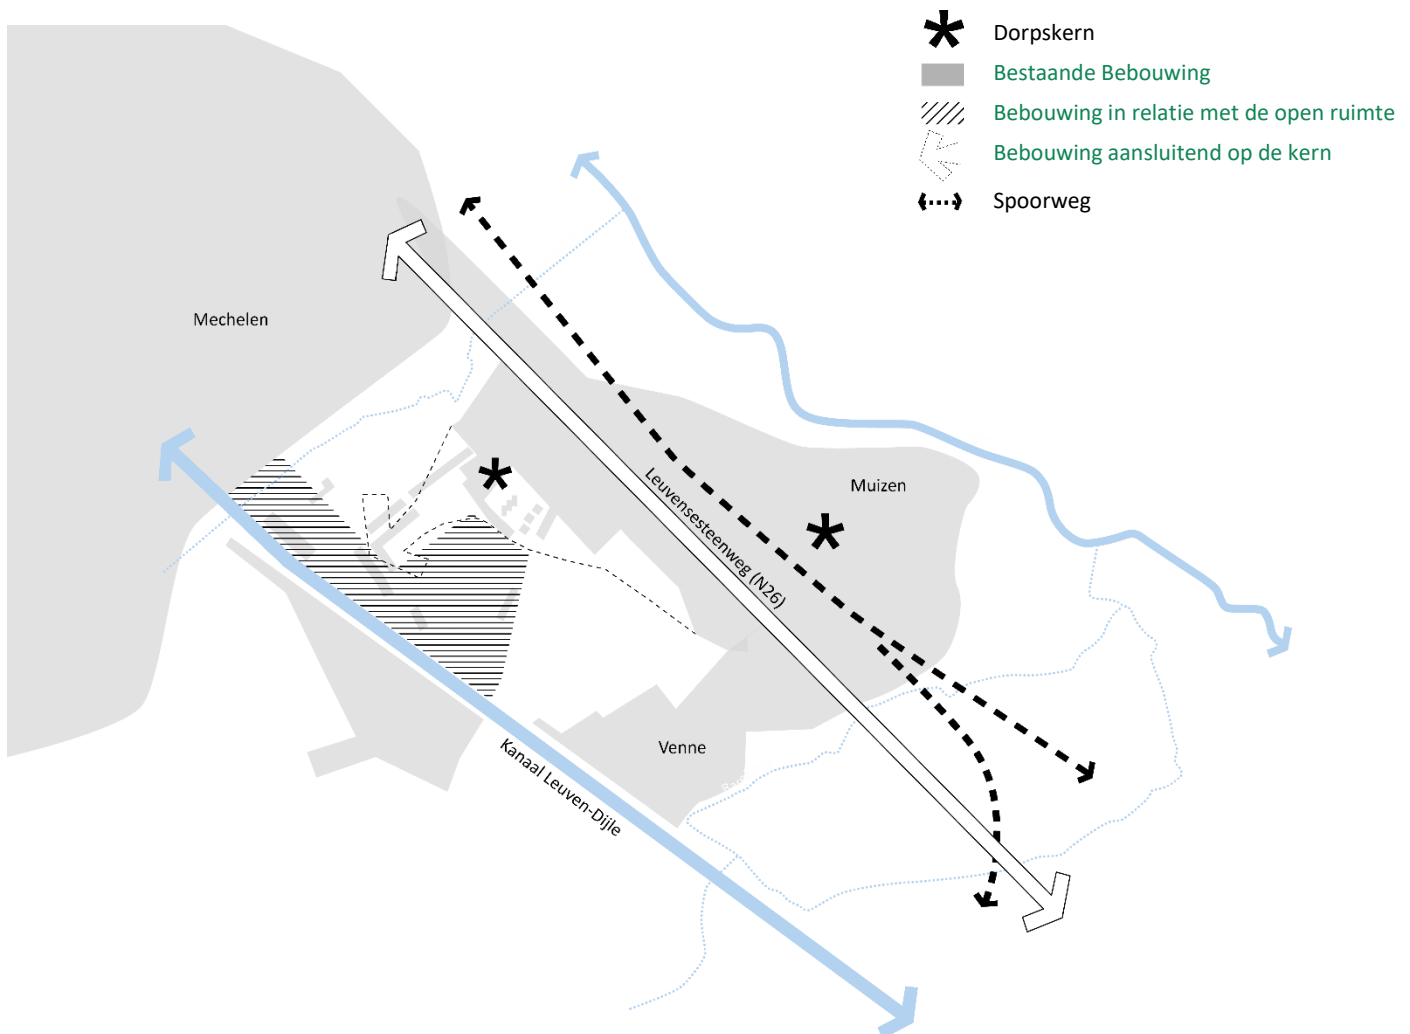 Dorpskern
Bestaande Bebouwing
Bebouwing in relatie met de open ruimte
Bebouwing aansluitend op de kern
Spoorweg
Mechelen
Muizen
Leuvensesteenweg (N26)
Venne
Kanaal Leuven-Dijle